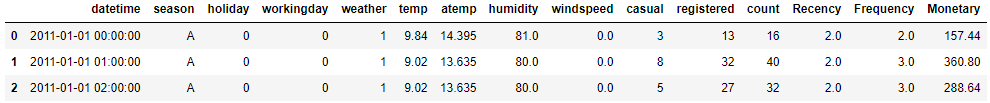 datetime season holiday workingday weather temp atemp humidity windspeed casual registered count Recency Frequency Monetary
0 2011-01-01 00:00:00 A 0 0 1 9.84 14.395 81.0 0.0 3 13 16 2.0 2.0 157.44
1 2011-01-01 01:00:00 A 0 0 1 9.02 13.635 80.0 0.0 8 32 40 2.0 3.0 360.80
2 2011-01-01 02:00:00 A 0 0 1 9.02 13.635 80.0 0.0 5 27 32 2.0 3.0 288.64